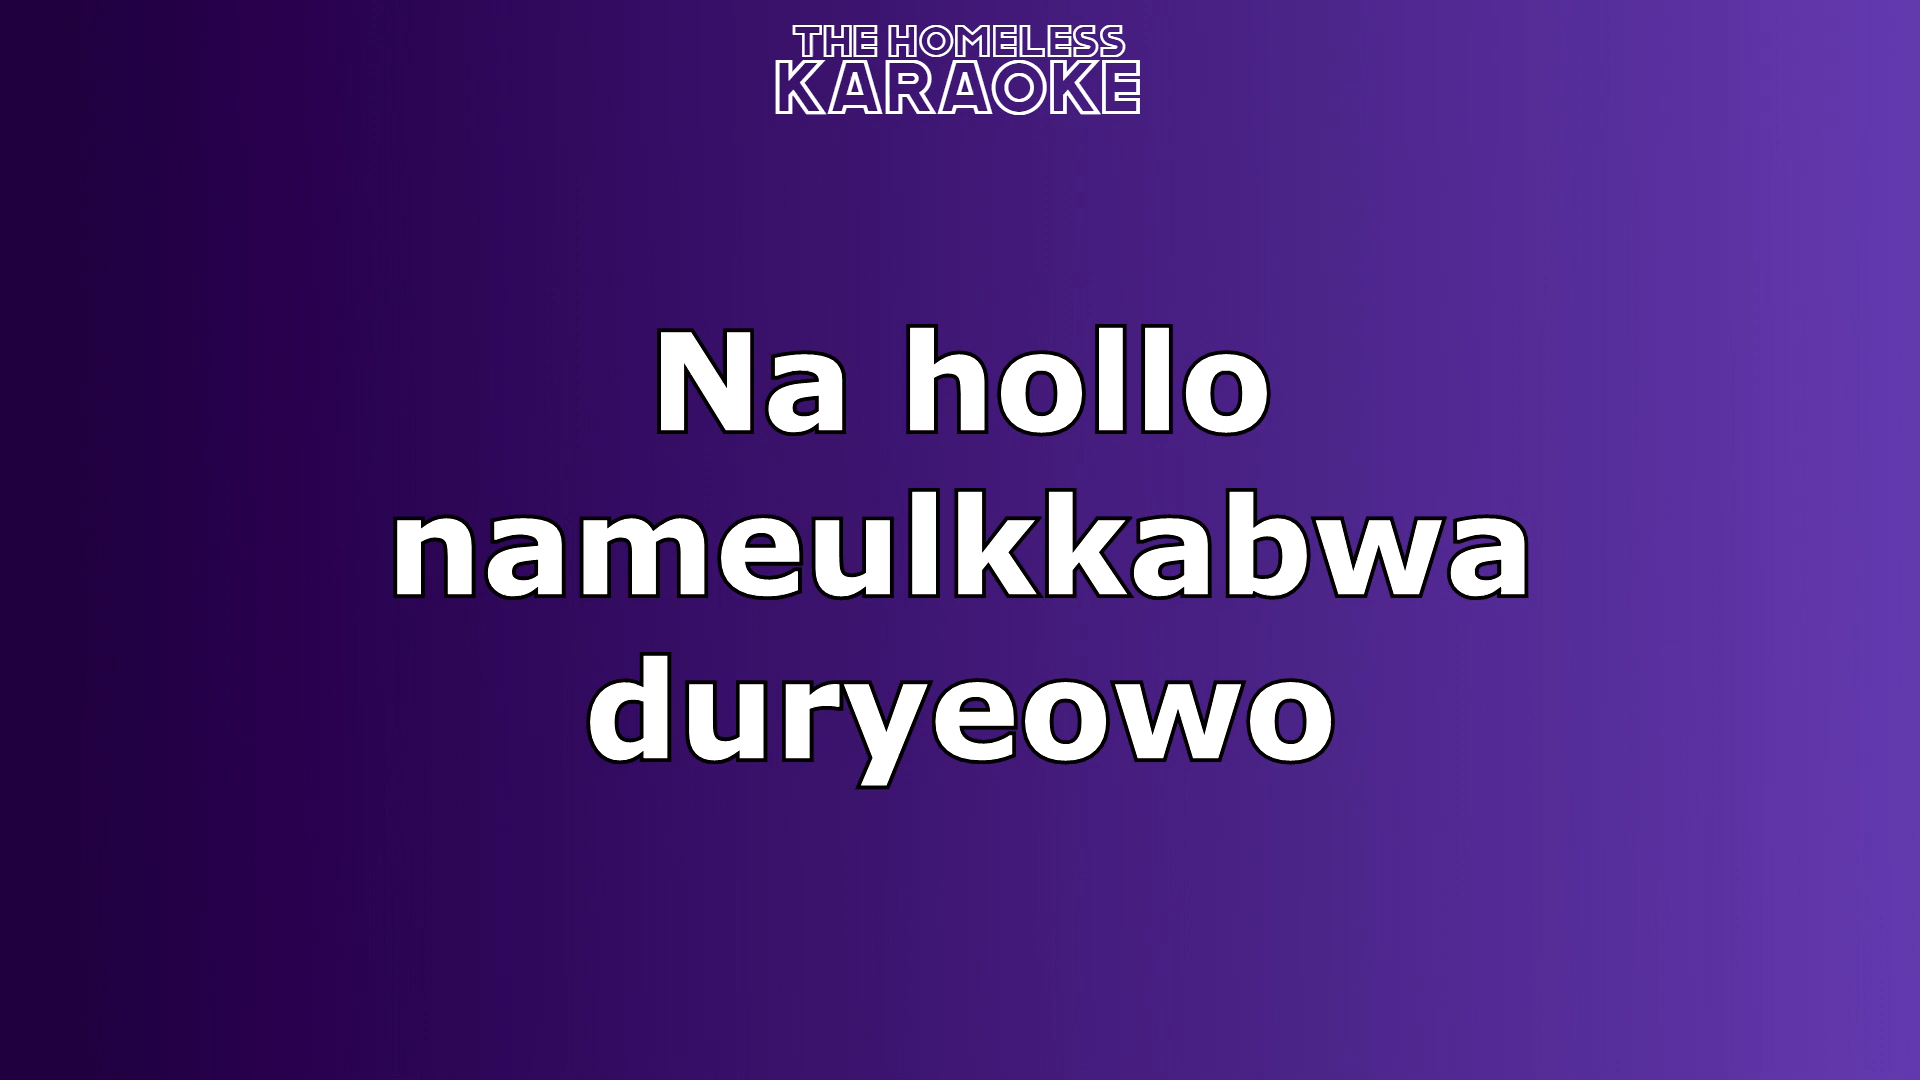 THE HOMELESS
KARAOKE
Na hollo
nameulkkabwa
duryeowo